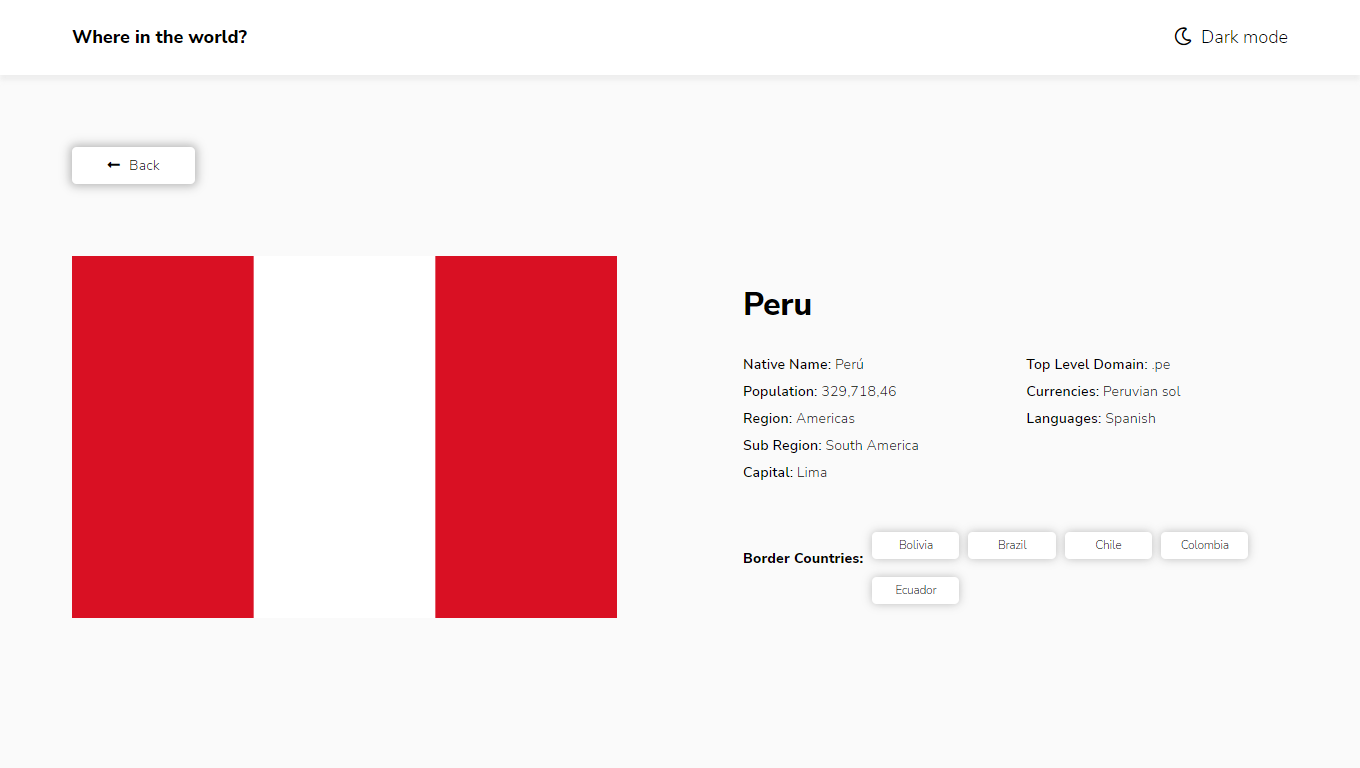 Where in the world?
Dark mode
Back
Peru
Native Name: Perú
Population: 329,718,46
Region: Americas
Sub Region: South America
Capital: Lima
Top Level Domain: .pe
Currencies: Peruvian sol
Languages: Spanish
Border Countries:
Bolivia Brazil Chile Colombia
Ecuador